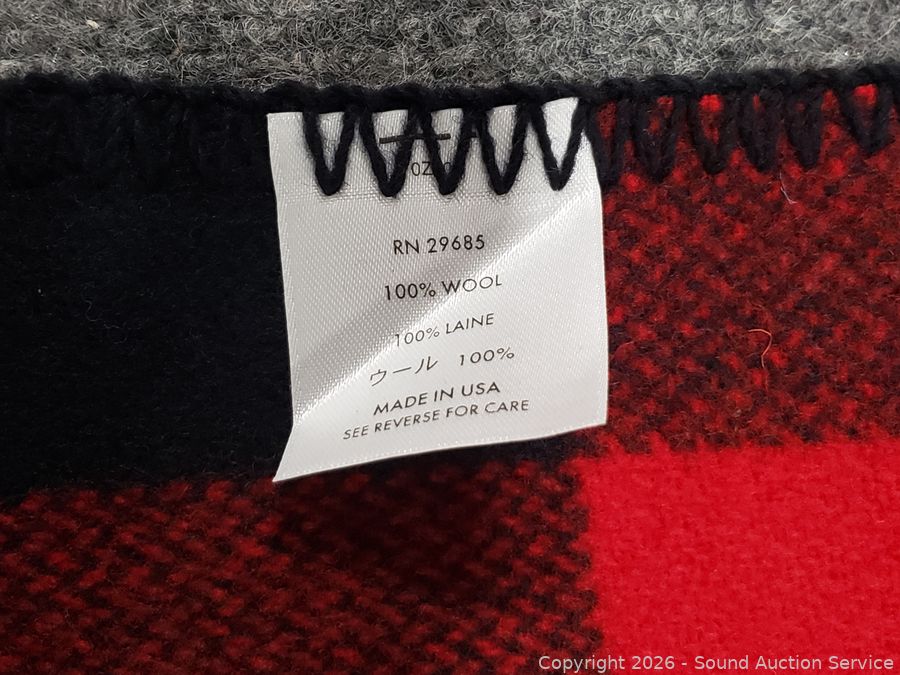 RN 29685
100% WOOL
100% LAINE
ウール 100%
MADE IN USA
SEE REVERSE FOR CARE
Copyright 2026 - Sound Auction Service